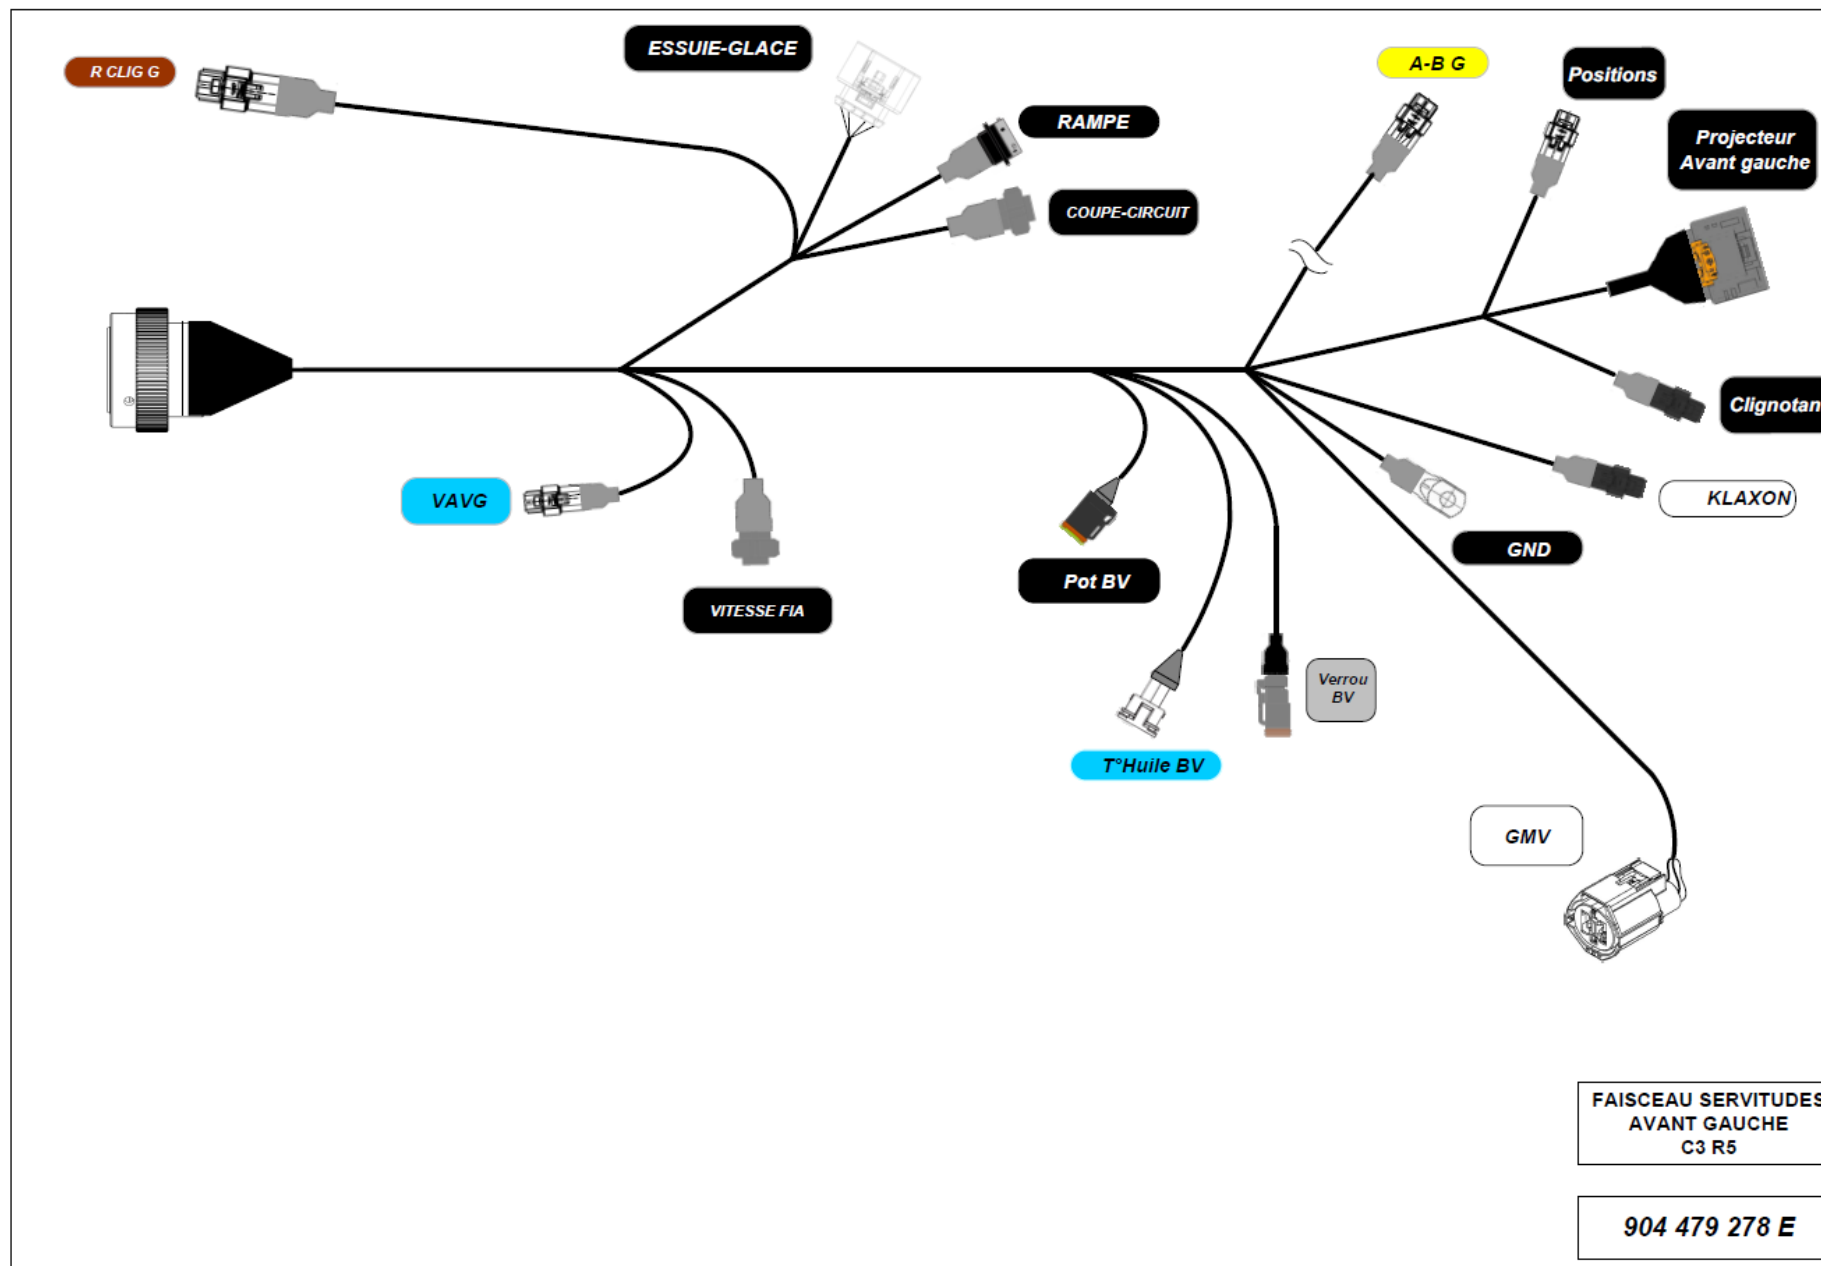 R CLIG G
ESSUIE-GLACE
RAMPE
COUPE-CIRCUIT
A-B G
Positions
Projecteur
Avant gauche
Clignotan
KLAXON
GND
VAVG
VITESSE FIA
Pot BV
T°Huile BV
Verrou
BV
GMV
FAISCEAU SERVITUDES
AVANT GAUCHE
C3 R5
904 479 278 E